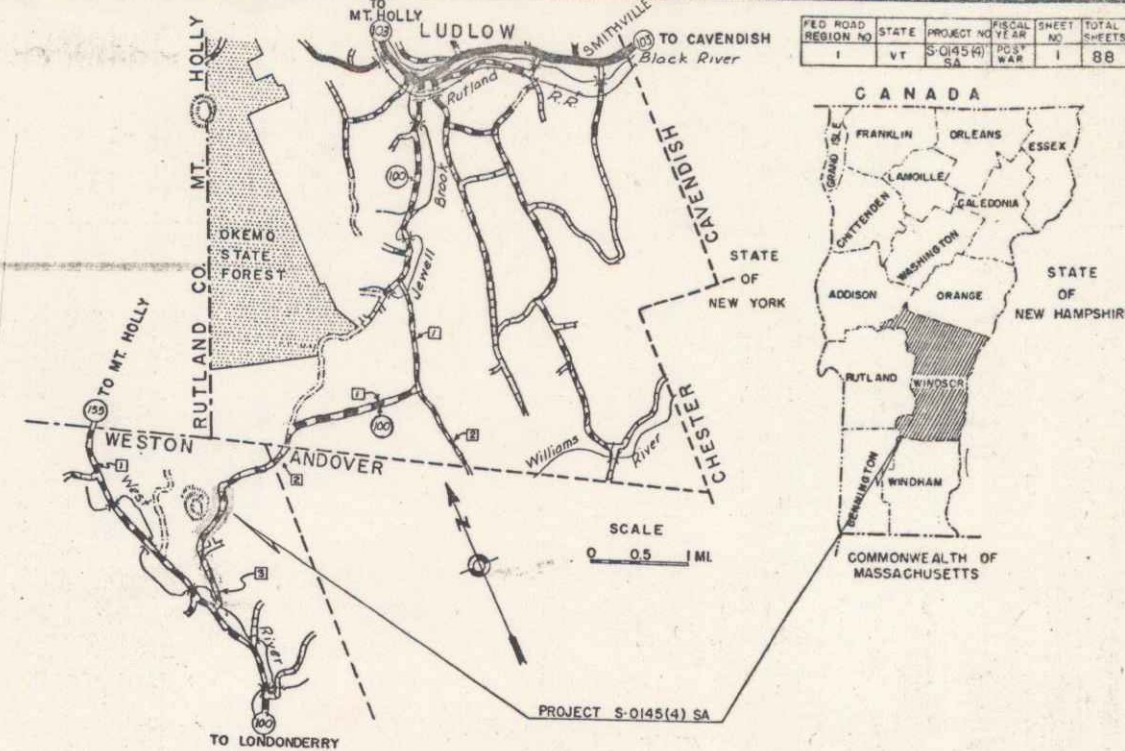 FED ROAD REGION NO | STATE | PROJECT NO | FISCAL YEAR | SHEET NO | TOTAL SHEETS
1 | VT | S-0145(4) SA | POST WAR | 1 | 88
TO
MT. HOLLY
103
LUDLOW
SMITHVILLE
103
TO CAVENDISH
Black River
Rutland R.R.
RUTLAND CO. MT. HOLLY
OKEMO
STATE
FOREST
100
Jewell Brook
CAVENDISH
STATE
OF
NEW YORK
1
1
100
2
TO MT. HOLLY
155
WESTON
ANDOVER
Williams River
CHESTER
1
2
3
West River
N
SCALE
0 0.5 1 MI.
100
TO LONDONDERRY
PROJECT S-0145(4) SA
CANADA
GRAND ISLE
FRANKLIN
ORLEANS
ESSEX
LAMOILLE
CALEDONIA
CHITTENDEN
WASHINGTON
ADDISON
ORANGE
STATE
OF
NEW HAMPSHIRE
RUTLAND
WINDSOR
BENNINGTON
WINDHAM
COMMONWEALTH OF
MASSACHUSETTS